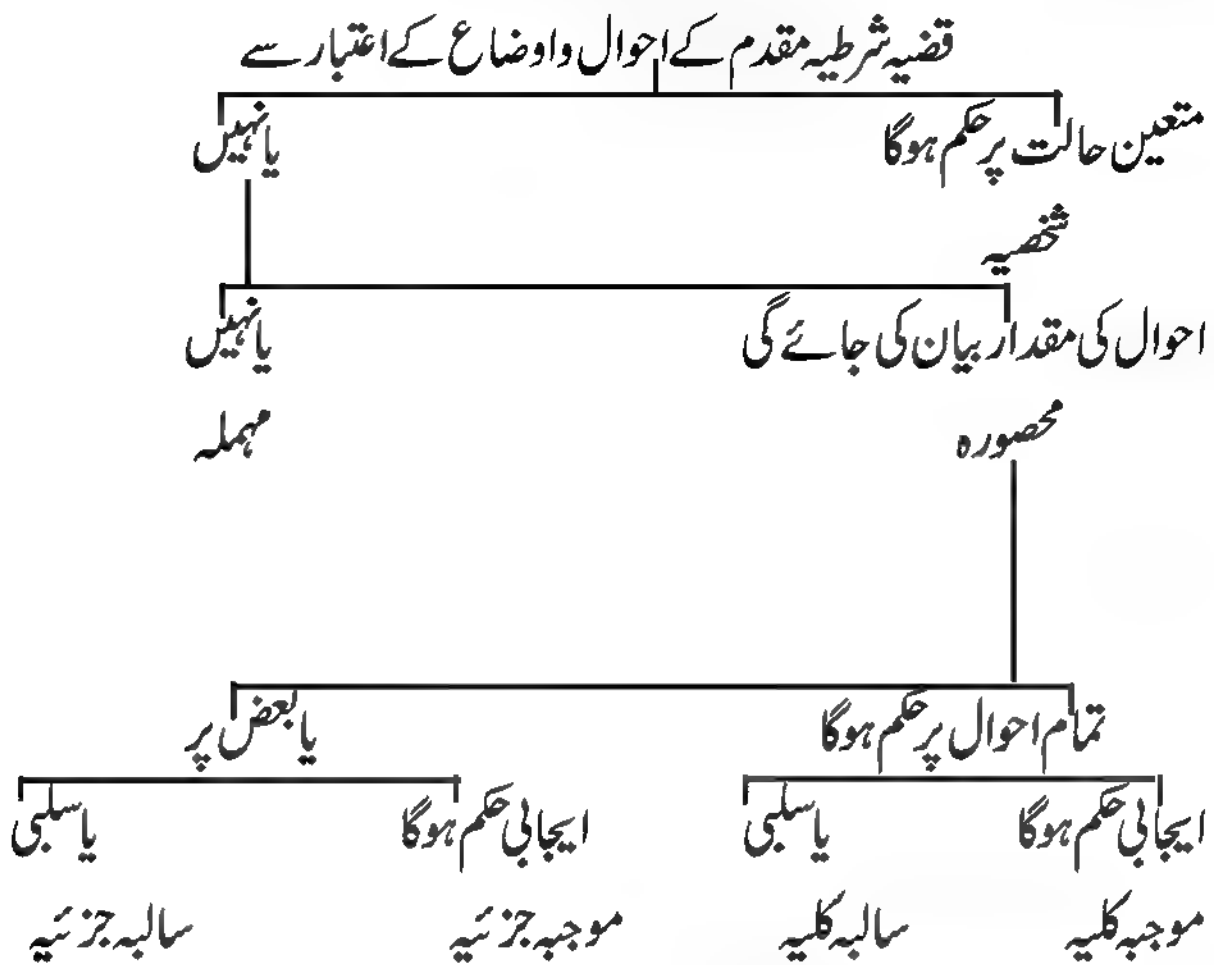 قضیہ شرطیہ مقدم کے احوال و اوضاع کے اعتبار سے
متعین حالت پر حکم ہوگا یا نہیں
شخصیہ
احوال کی مقدار بیان کی جائے گی یا نہیں
محصورہ مہملہ
تمام احوال پر حکم ہوگا یا بعض پر
ایجابی حکم ہوگا یا سلبی ایجابی حکم ہوگا یا سلبی
موجبہ کلیہ سالبہ کلیہ موجبہ جزئیہ سالبہ جزئیہ